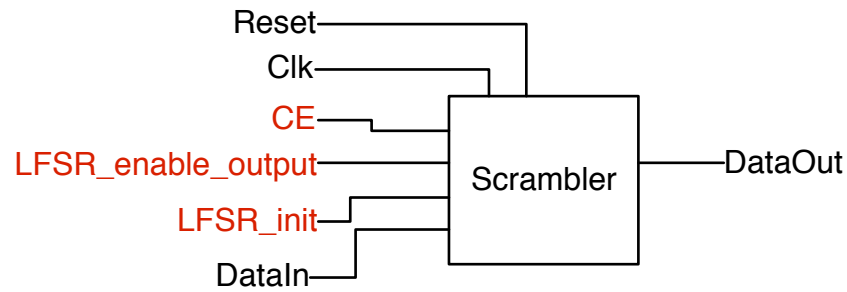 Reset
Clk
CE
LFSR_enable_output
DataOut
Scrambler
LFSR_init
DataIn